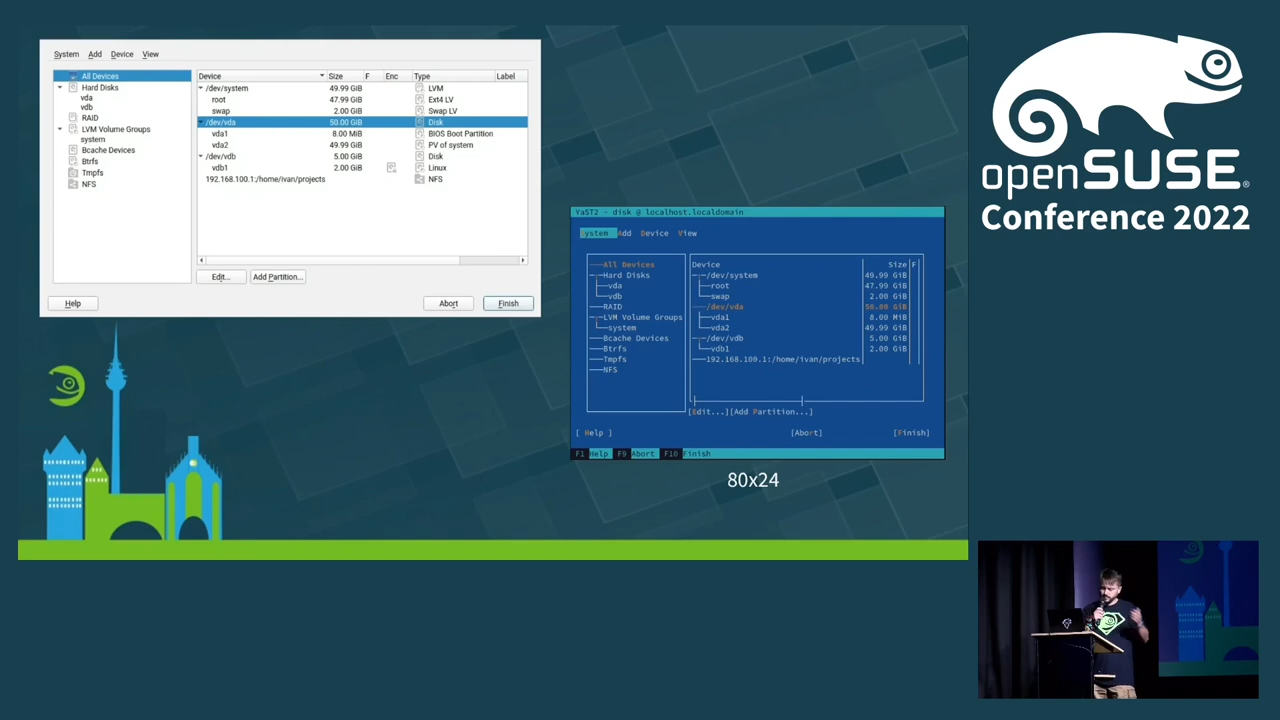 System Add Device View
All Devices
Hard Disks
vda
vdb
RAID
LVM Volume Groups
system
Bcache Devices
Btrfs
Tmpfs
NFS
Device Size F Enc Type Label
/dev/system 49.99 GiB LVM
root 47.99 GiB Ext4 LV
swap 2.00 GiB Swap LV
/dev/vda 50.00 GiB Disk
vda1 8.00 MiB BIOS Boot Partition
vda2 49.99 GiB PV of system
/dev/vdb 5.00 GiB Disk
vdb1 2.00 GiB Linux
192.168.100.1:/home/ivan/projects NFS
Edit... Add Partition...
Help Abort Finish
YaST2 - disk @ localhost.localdomain
System Add Device View
All Devices
Hard Disks
vda
vdb
RAID
LVM Volume Groups
system
Bcache Devices
Btrfs
Tmpfs
NFS
Device Size F
/dev/system 49.99 GiB
root 47.99 GiB
swap 2.00 GiB
/dev/vda 50.00 GiB
vda1 8.00 MiB
vda2 49.99 GiB
/dev/vdb 5.00 GiB
vdb1 2.00 GiB
192.168.100.1:/home/ivan/projects
[Edit...][Add Partition...]
[ Help ] [Abort] [Finish]
F1 Help F9 Abort F10 Finish
80x24
openSUSE®
Conference 2022